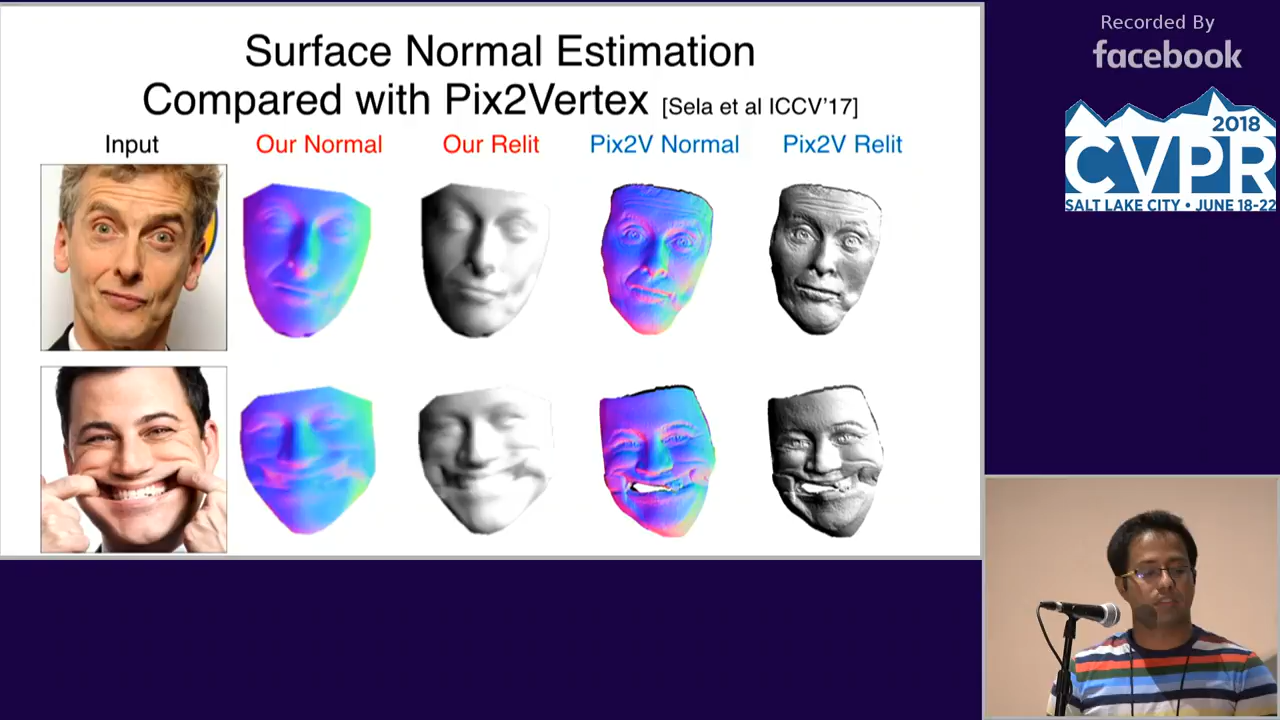 Surface Normal Estimation
Compared with Pix2Vertex [Sela et al ICCV'17]
Input Our Normal Our Relit Pix2V Normal Pix2V Relit
Recorded By
facebook
2018
CVPR
SALT LAKE CITY • JUNE 18-22